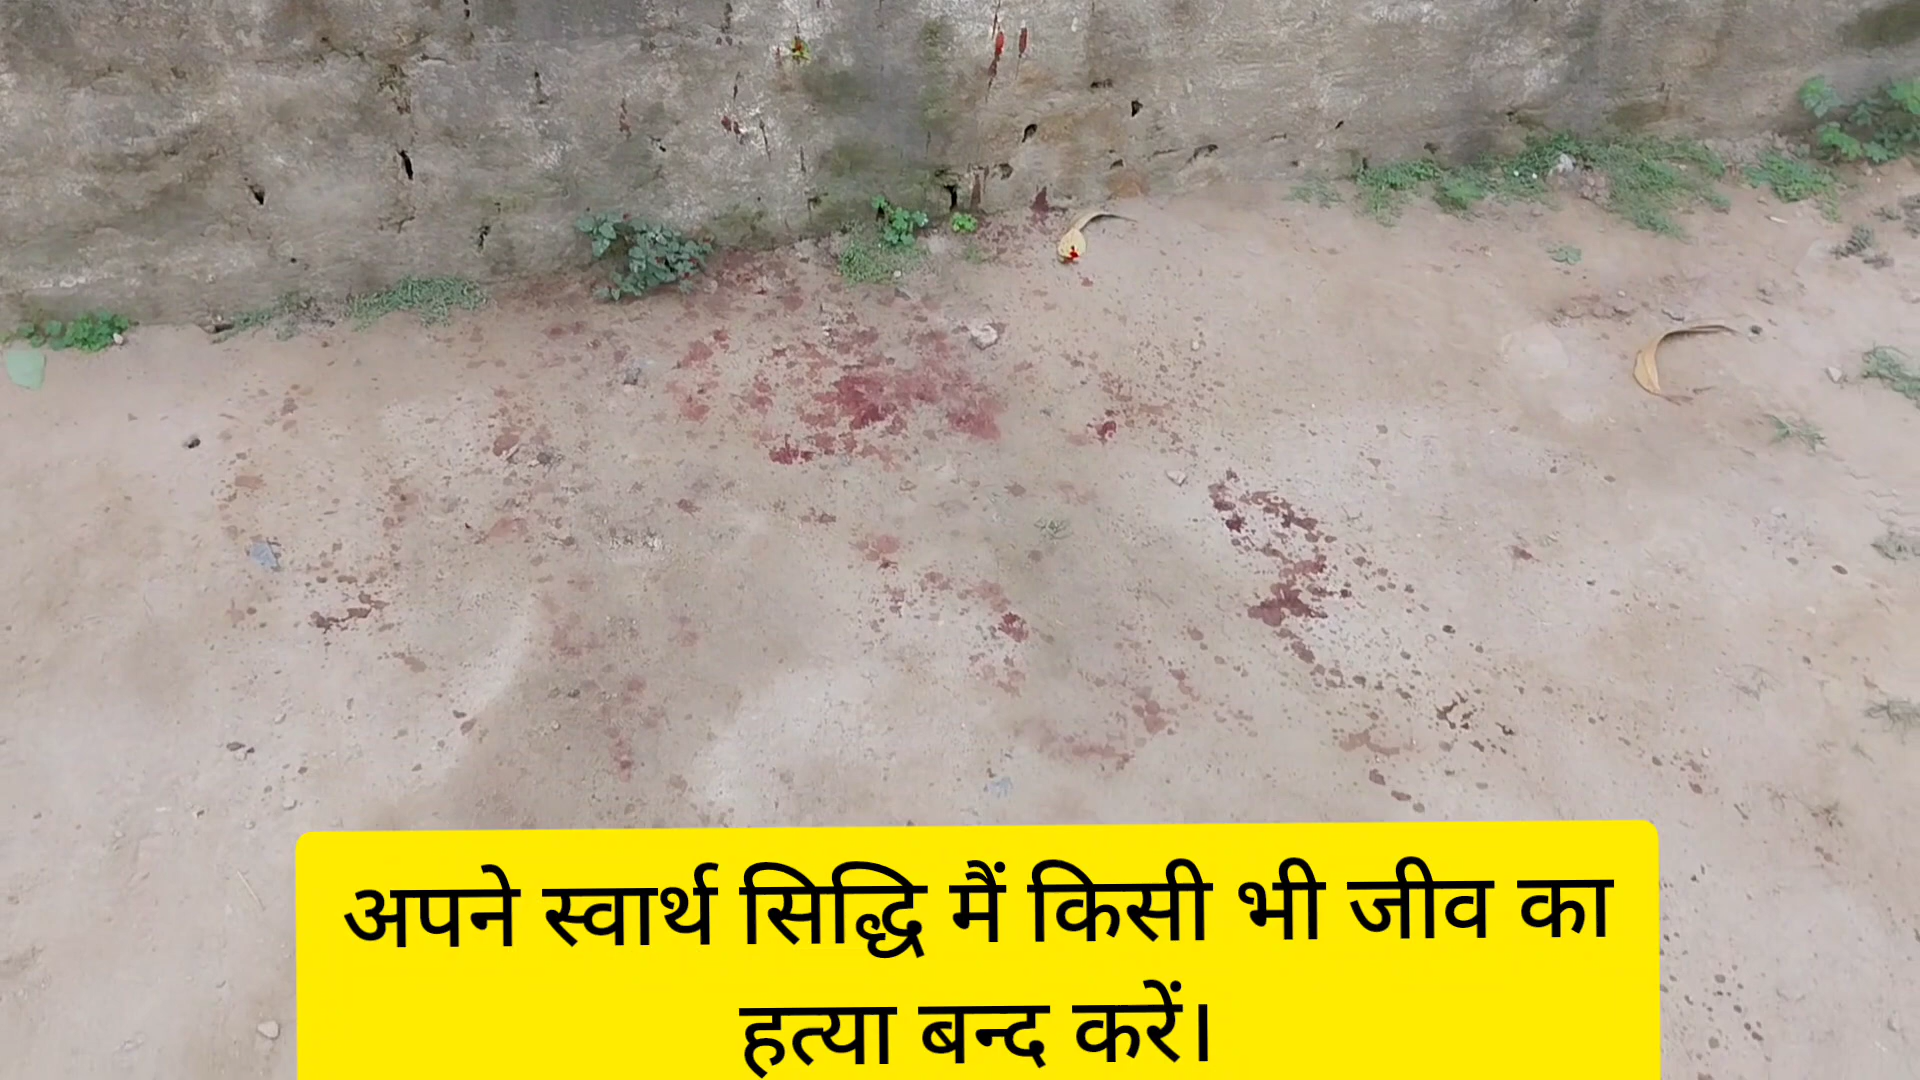 अपने स्वार्थ सिद्धि मैं किसी भी जीव का
हत्या बन्द करें।